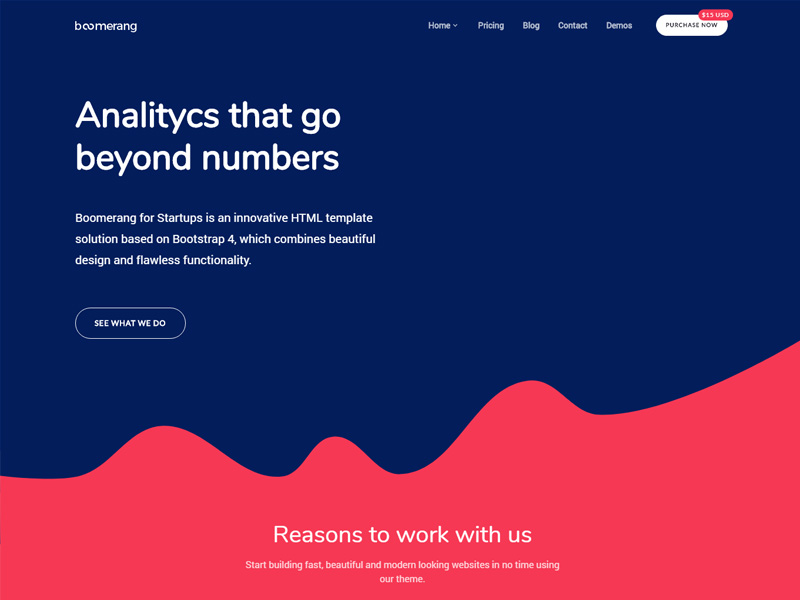 boomerang
Home
Pricing
Blog
Contact
Demos
$15 USD
PURCHASE NOW
Analitycs that go
beyond numbers
Boomerang for Startups is an innovative HTML template
solution based on Bootstrap 4, which combines beautiful
design and flawless functionality.
SEE WHAT WE DO
Reasons to work with us
Start building fast, beautiful and modern looking websites in no time using
our theme.